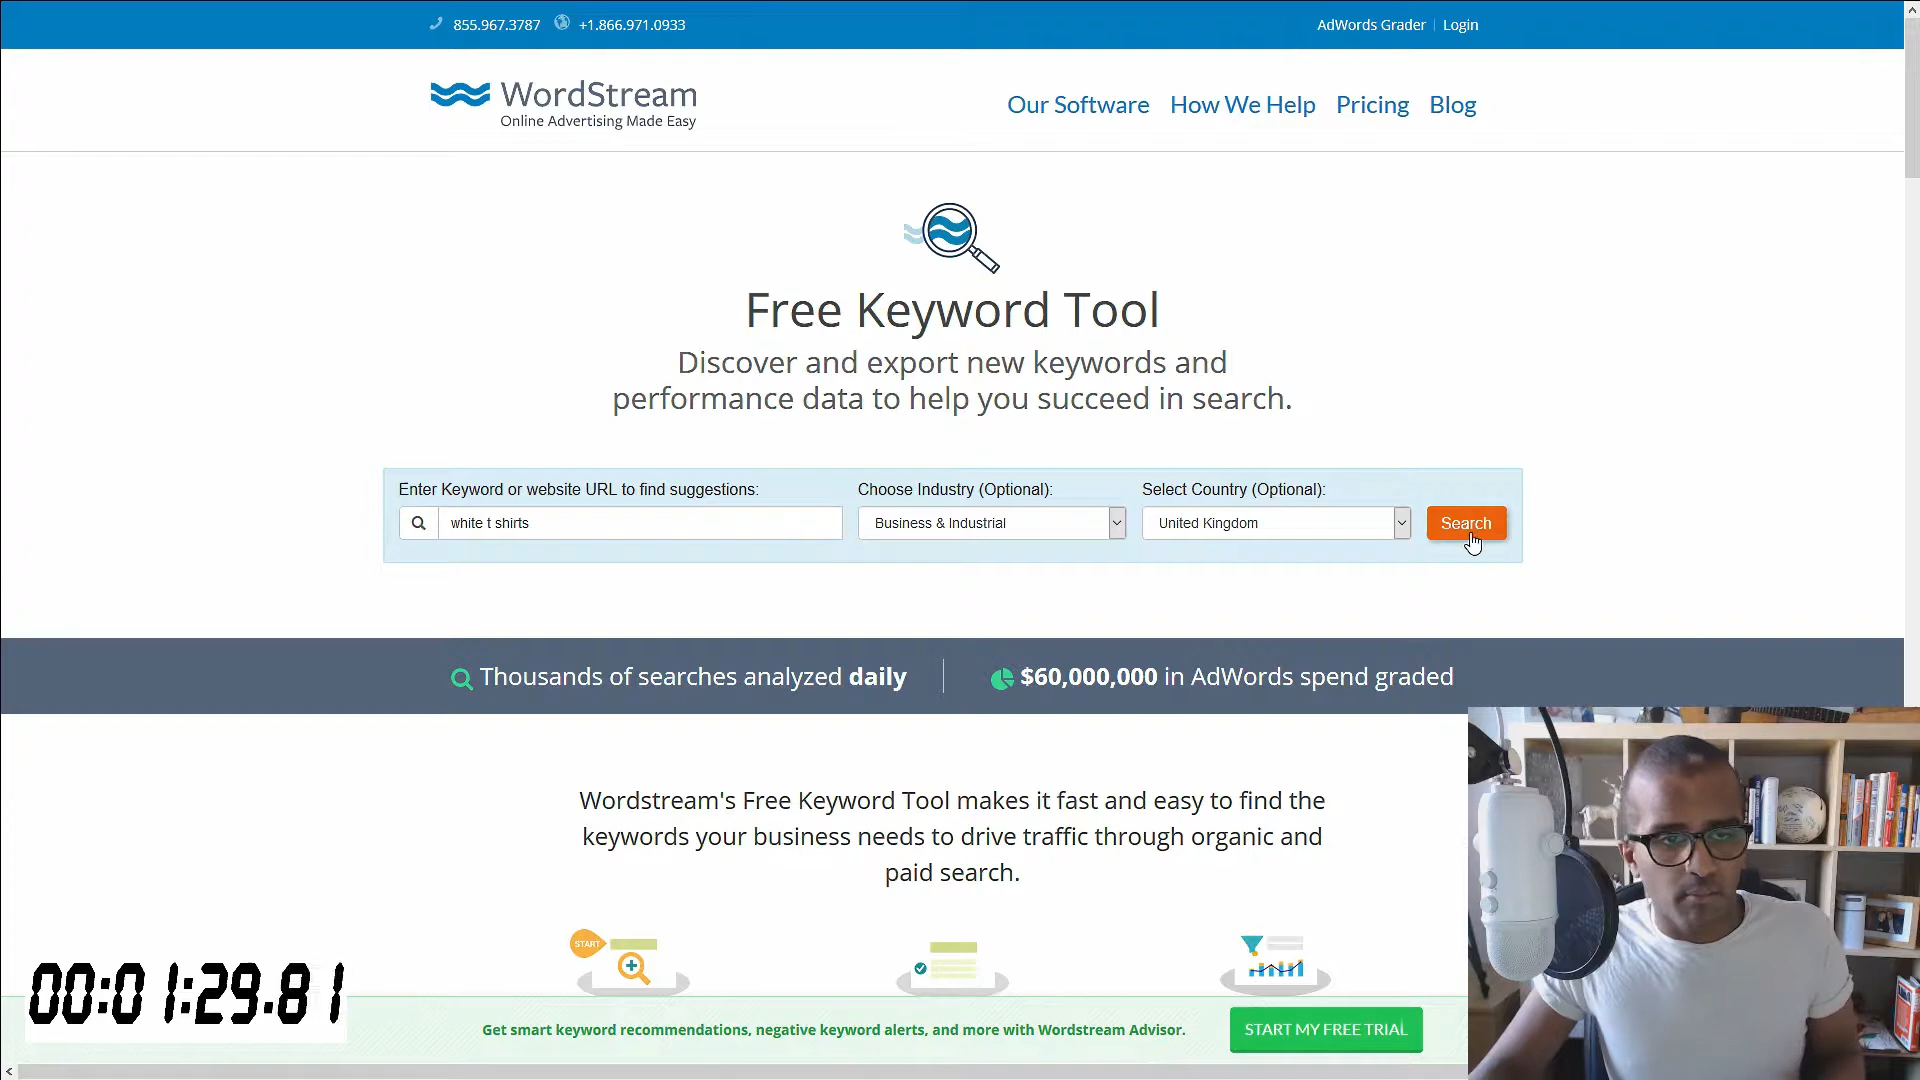 855.967.3787 +1.866.971.0933 AdWords Grader Login
WordStream
Online Advertising Made Easy
Our Software How We Help Pricing Blog
Free Keyword Tool
Discover and export new keywords and
performance data to help you succeed in search.
Enter Keyword or website URL to find suggestions: Choose Industry (Optional): Select Country (Optional):
white t shirts Business & Industrial United Kingdom Search
Thousands of searches analyzed daily $60,000,000 in AdWords spend graded
Wordstream's Free Keyword Tool makes it fast and easy to find the
keywords your business needs to drive traffic through organic and
paid search.
START
00:01:29.81
Get smart keyword recommendations, negative keyword alerts, and more with Wordstream Advisor. START MY FREE TRIAL